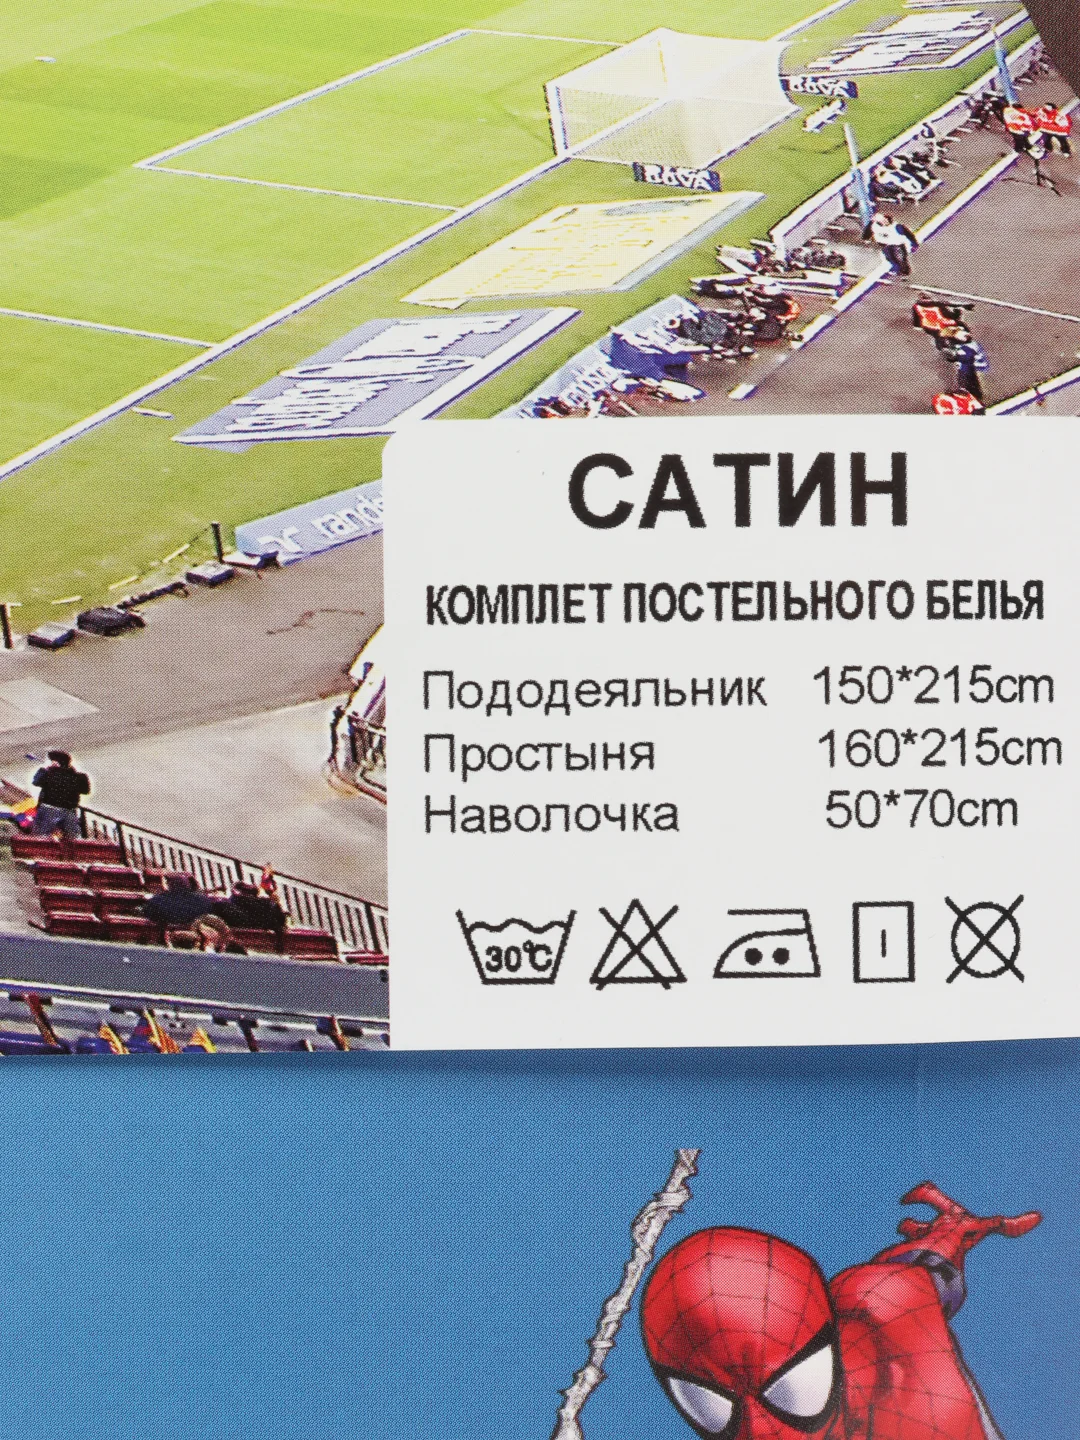 САТИН
КОМПЛЕТ ПОСТЕЛЬНОГО БЕЛЬЯ
Пододеяльник 150*215cm
Простыня 160*215cm
Наволочка 50*70cm
30°C